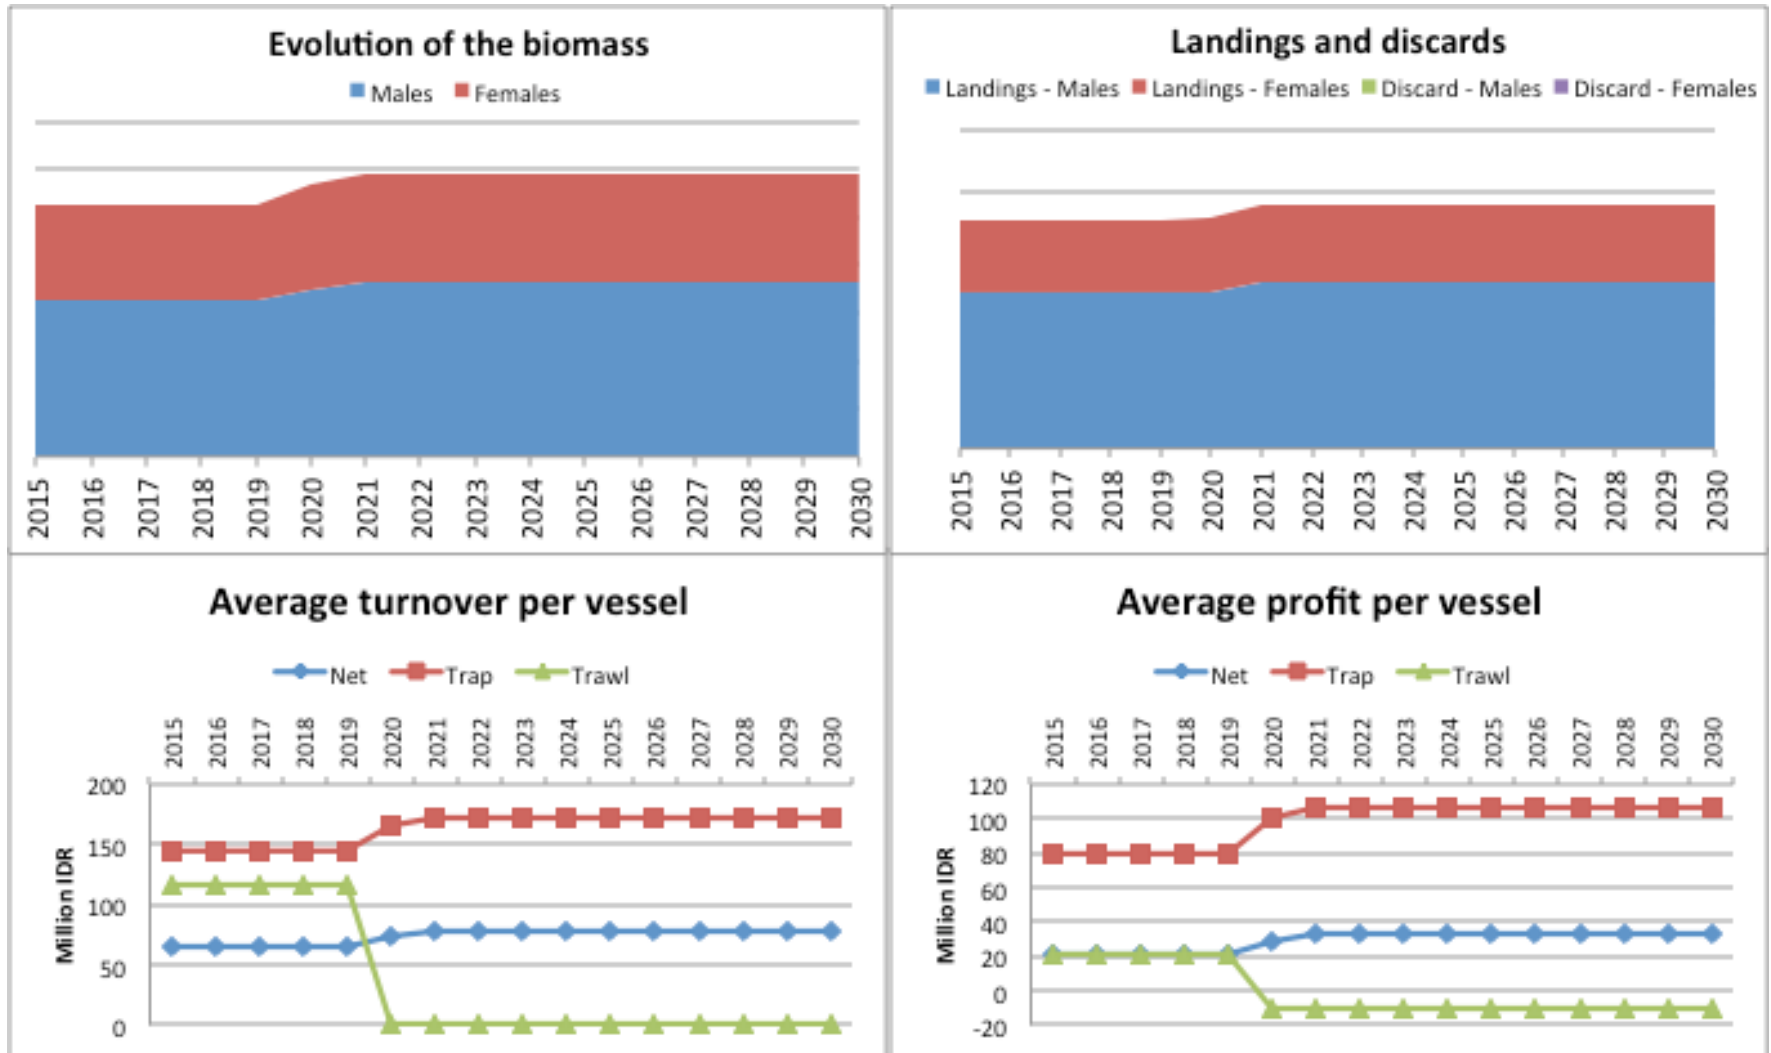 Evolution of the biomass
Males Females
2015 2016 2017 2018 2019 2020 2021 2022 2023 2024 2025 2026 2027 2028 2029 2030
Landings and discards
Landings - Males Landings - Females Discard - Males Discard - Females
2015 2016 2017 2018 2019 2020 2021 2022 2023 2024 2025 2026 2027 2028 2029 2030
Average turnover per vessel
Net Trap Trawl
2015 2016 2017 2018 2019 2020 2021 2022 2023 2024 2025 2026 2027 2028 2029 2030
Million IDR
200
150
100
50
0
Average profit per vessel
Net Trap Trawl
2015 2016 2017 2018 2019 2020 2021 2022 2023 2024 2025 2026 2027 2028 2029 2030
Million IDR
120
100
80
60
40
20
0
-20